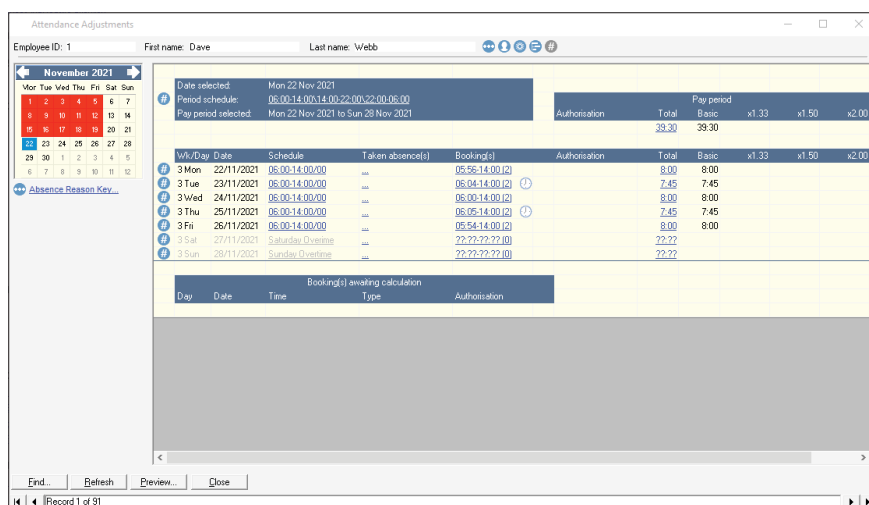 Attendance Adjustments
Employee ID: 1 First name: Dave Last name: Webb
November 2021
Mor Tue Wed Thu Fri Sat Sun
1 2 3 4 5 6 7
8 9 10 11 12 13 14
15 16 17 18 19 20 21
22 23 24 25 26 27 28
29 30 1 2 3 4 5
6 7 8 9 10 11 12
Absence Reason Key...
Date selected: Mon 22 Nov 2021
Period schedule: 06:00-14:00\14:00-22:00\22:00-06:00
Pay period selected: Mon 22 Nov 2021 to Sun 28 Nov 2021
Pay period
Authorisation Total Basic x1.33 x1.50 x2.00
39:30 39:30
Wk/Day Date Schedule Taken absence(s) Booking(s) Authorisation Total Basic x1.33 x1.50 x2.00
# 3 Mon 22/11/2021 06:00-14:00/00 ... 05:56-14:00 [2] 8:00 8:00
# 3 Tue 23/11/2021 06:00-14:00/00 ... 06:04-14:00 [2] 7:45 7:45
# 3 Wed 24/11/2021 06:00-14:00/00 ... 06:00-14:00 [2] 8:00 8:00
# 3 Thu 25/11/2021 06:00-14:00/00 ... 06:05-14:00 [2] 7:45 7:45
# 3 Fri 26/11/2021 06:00-14:00/00 ... 05:54-14:00 [2] 8:00 8:00
# 3 Sat 27/11/2021 Saturday Overime ... ??:??-??:?? [0] ??:??
# 3 Sun 28/11/2021 Sunday Overtime ... ??:??-??:?? [0] ??:??
Booking(s) awaiting calculation
Day Date Time Type Authorisation
Find... Refresh Preview... Close
Record 1 of 91